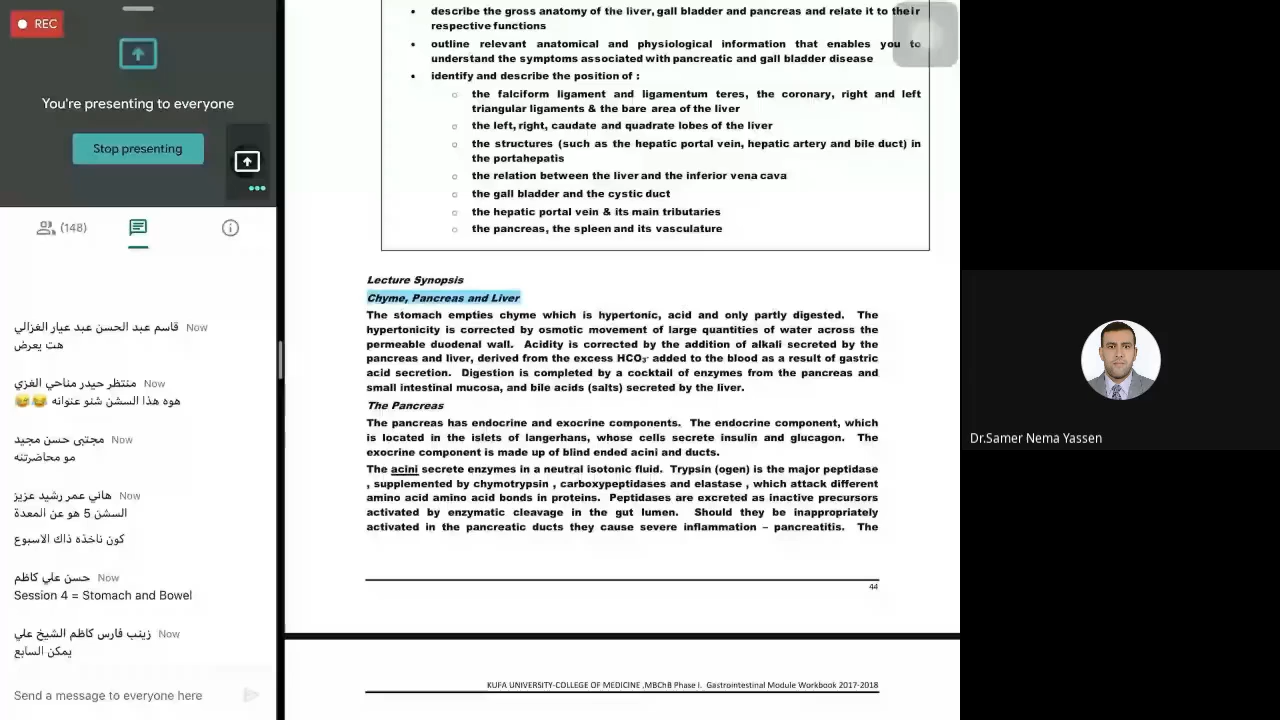 REC
You're presenting to everyone
Stop presenting
(148)
قاسم عبد الحسن عبد عيار الغزالي Now
هت يعرض
منتظر حيدر مناحي الغزي Now
هوه هذا السشن شنو عنوانه 😂😂
مجتبى حسن مجيد Now
مو محاضرتنه
هاني عمر رشيد عزيز Now
السشن 5 هو عن المعدة
كون ناخذه ذاك الاسبوع
حسن علي كاظم Now
Session 4 = Stomach and Bowel
زينب فارس كاظم الشيخ علي Now
يمكن السابع
Send a message to everyone here
• describe the gross anatomy of the liver, gall bladder and pancreas and relate it to their
respective functions
• outline relevant anatomical and physiological information that enables you to
understand the symptoms associated with pancreatic and gall bladder disease
• identify and describe the position of :
o the falciform ligament and ligamentum teres, the coronary, right and left
triangular ligaments & the bare area of the liver
o the left, right, caudate and quadrate lobes of the liver
o the structures (such as the hepatic portal vein, hepatic artery and bile duct) in
the portahepatis
o the relation between the liver and the inferior vena cava
o the gall bladder and the cystic duct
o the hepatic portal vein & its main tributaries
o the pancreas, the spleen and its vasculature
Lecture Synopsis
Chyme, Pancreas and Liver
The stomach empties chyme which is hypertonic, acid and only partly digested. The
hypertonicity is corrected by osmotic movement of large quantities of water across the
permeable duodenal wall. Acidity is corrected by the addition of alkali secreted by the
pancreas and liver, derived from the excess HCO₃⁻ added to the blood as a result of gastric
acid secretion. Digestion is completed by a cocktail of enzymes from the pancreas and
small intestinal mucosa, and bile acids (salts) secreted by the liver.
The Pancreas
The pancreas has endocrine and exocrine components. The endocrine component, which
is located in the islets of langerhans, whose cells secrete insulin and glucagon. The
exocrine component is made up of blind ended acini and ducts.
The acini secrete enzymes in a neutral isotonic fluid. Trypsin (ogen) is the major peptidase
, supplemented by chymotrypsin , carboxypeptidases and elastase , which attack different
amino acid amino acid bonds in proteins. Peptidases are excreted as inactive precursors
activated by enzymatic cleavage in the gut lumen. Should they be inappropriately
activated in the pancreatic ducts they cause severe inflammation – pancreatitis. The
44
KUFA UNIVERSITY-COLLEGE OF MEDICINE ,MBChB Phase I. Gastrointestinal Module Workbook 2017-2018
Dr.Samer Nema Yassen